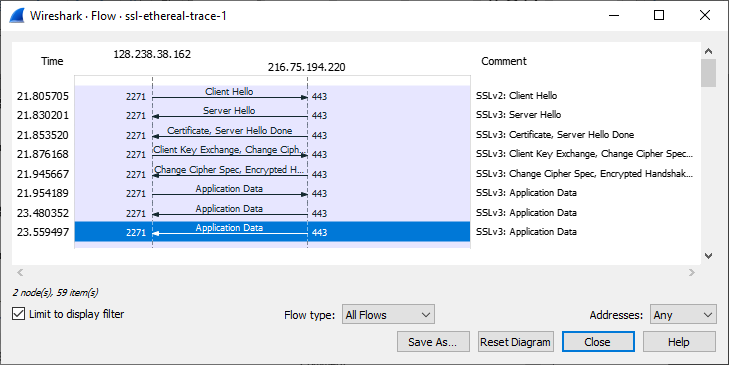 Wireshark · Flow · ssl-ethereal-trace-1
128.238.38.162
Time 216.75.194.220 Comment
21.805705 2271 Client Hello 443 SSLv2: Client Hello
21.830201 2271 Server Hello 443 SSLv3: Server Hello
21.853520 2271 Certificate, Server Hello Done 443 SSLv3: Certificate, Server Hello Done
21.876168 2271 Client Key Exchange, Change Ciph... 443 SSLv3: Client Key Exchange, Change Cipher Spec...
21.945667 2271 Change Cipher Spec, Encrypted H... 443 SSLv3: Change Cipher Spec, Encrypted Handshak...
21.954189 2271 Application Data 443 SSLv3: Application Data
23.480352 2271 Application Data 443 SSLv3: Application Data
23.559497 2271 Application Data 443 SSLv3: Application Data
2 node(s), 59 item(s)
Limit to display filter Flow type: All Flows Addresses: Any
Save As... Reset Diagram Close Help